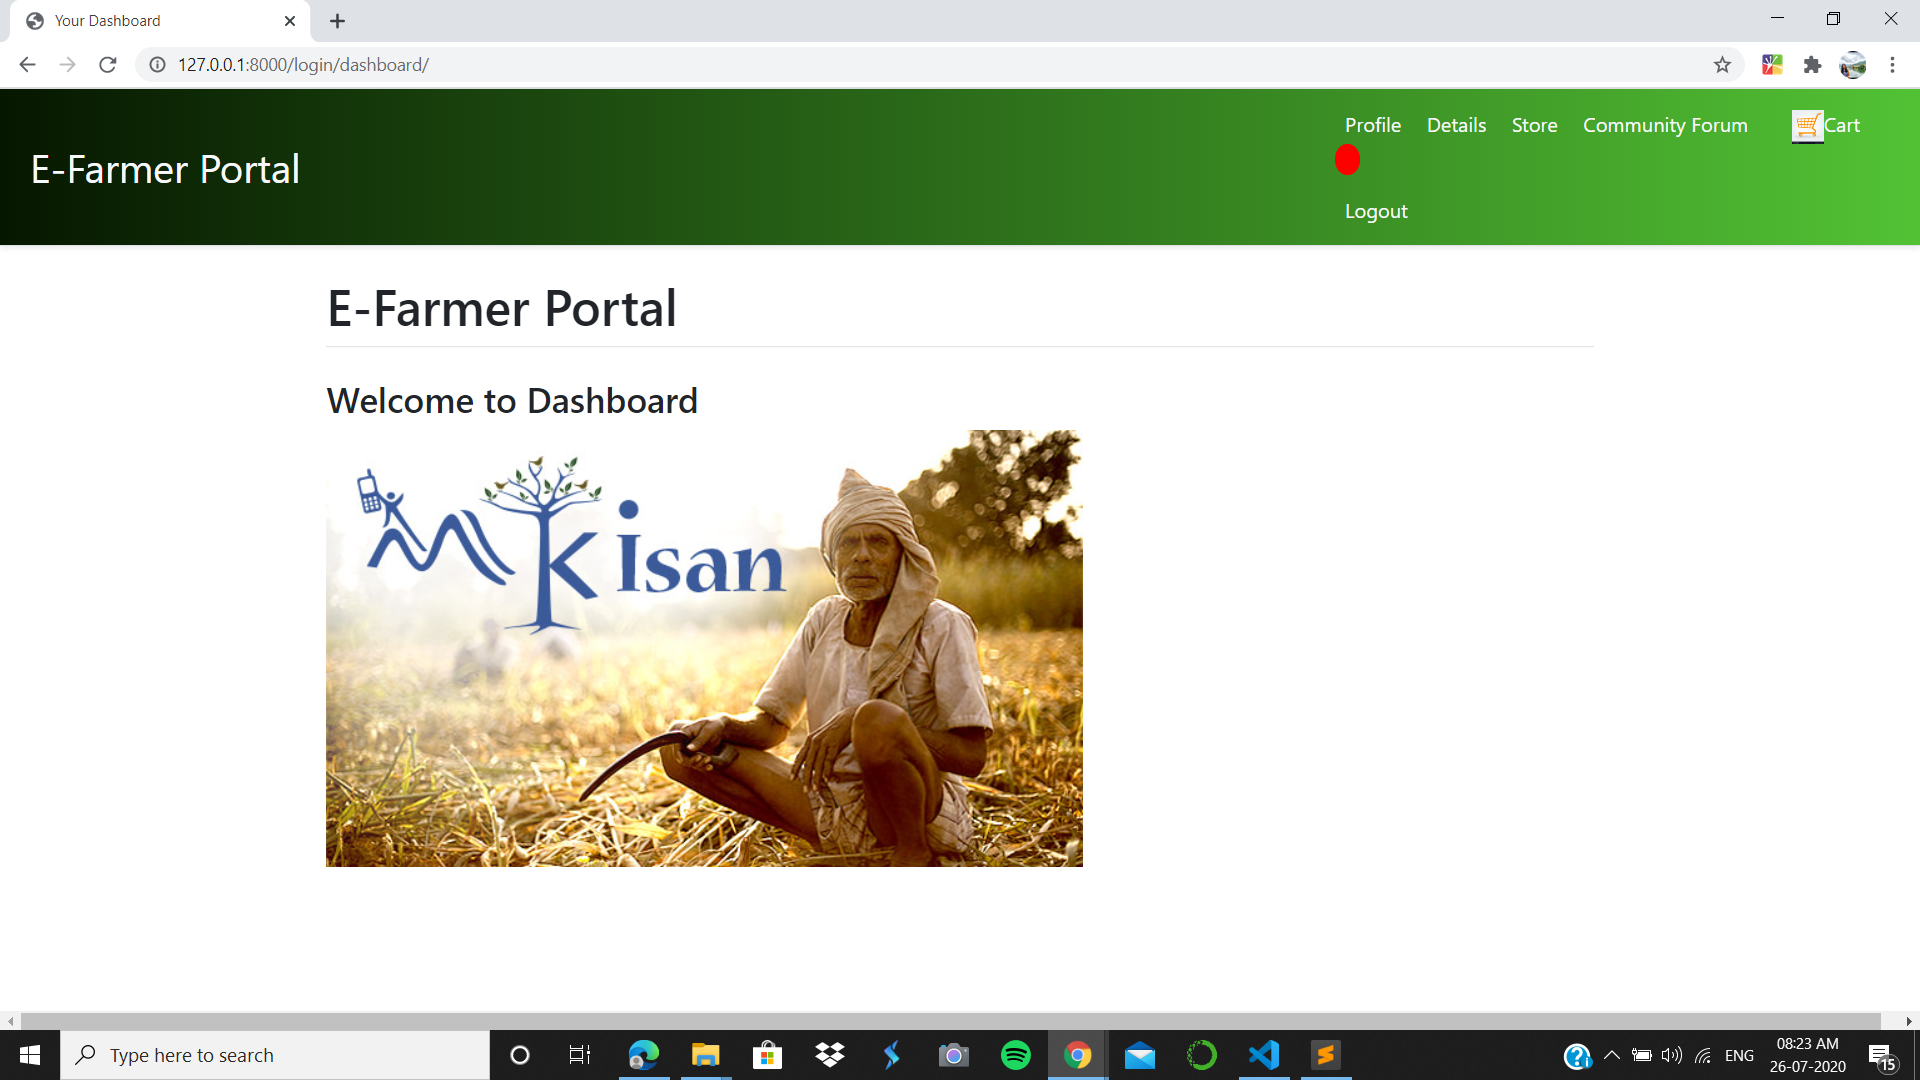 Your Dashboard
127.0.0.1:8000/login/dashboard/
Profile Details Store Community Forum Cart
E-Farmer Portal
Logout
E-Farmer Portal
Welcome to Dashboard
mKisan
Type here to search
ENG
08:23 AM
26-07-2020
15